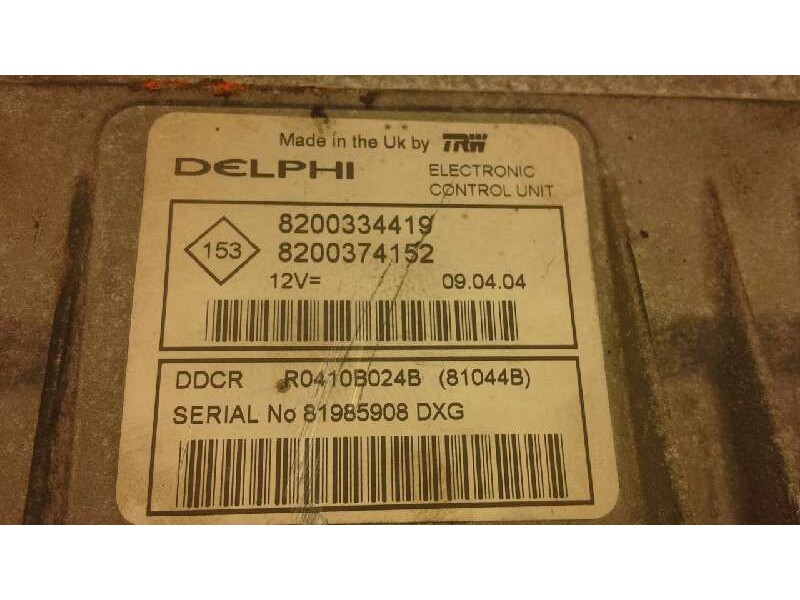 Made in the Uk by TRW
DELPHI
ELECTRONIC
CONTROL UNIT
153
8200334419
8200374152
12V=
09.04.04
DDCR R0410B024B (81044B)
SERIAL No 81985908 DXG